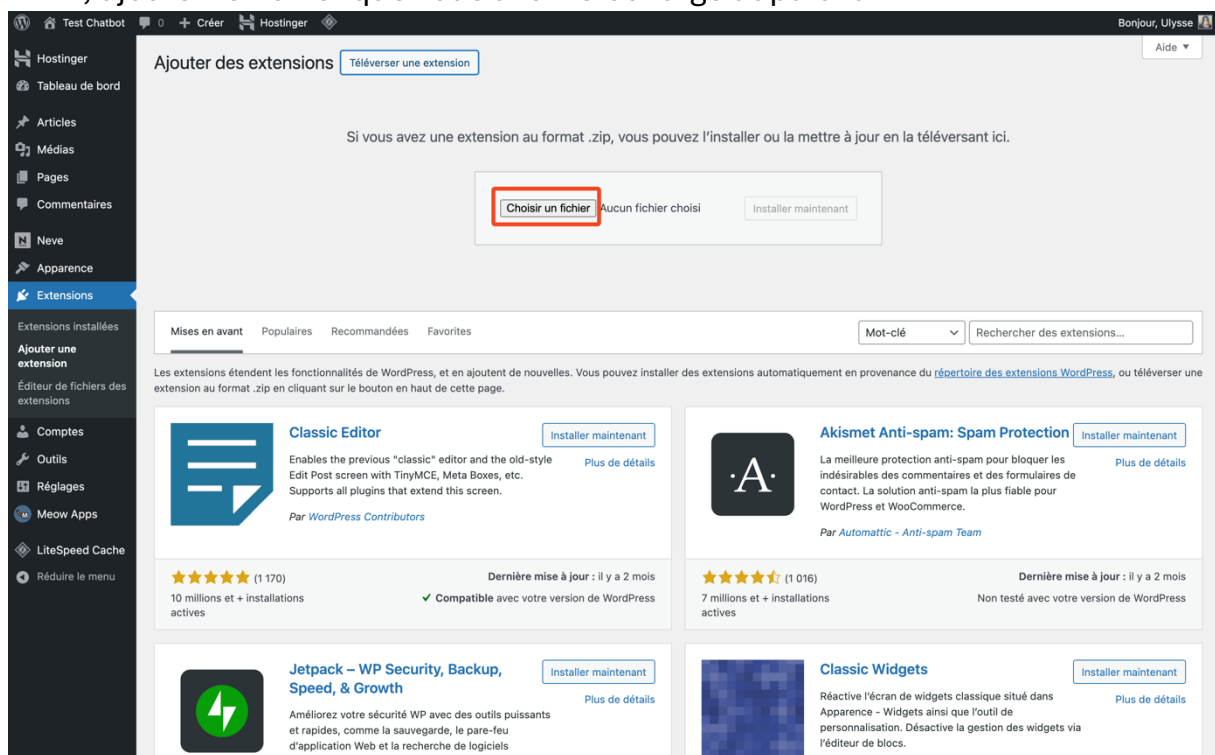 Test Chatbot 0 + Créer Hostinger Bonjour, Ulysse
Aide ▼
Hostinger
Tableau de bord
Articles
Médias
Pages
Commentaires
Neve
Apparence
Extensions
Extensions installées
Ajouter une
extension
Éditeur de fichiers des
extensions
Comptes
Outils
Réglages
Meow Apps
LiteSpeed Cache
Réduire le menu
Ajouter des extensions Téléverser une extension
Si vous avez une extension au format .zip, vous pouvez l’installer ou la mettre à jour en la téléversant ici.
Choisir un fichier Aucun fichier choisi Installer maintenant
Mises en avant Populaires Recommandées Favorites Mot-clé Rechercher des extensions...
Les extensions étendent les fonctionnalités de WordPress, et en ajoutent de nouvelles. Vous pouvez installer des extensions automatiquement en provenance du répertoire des extensions WordPress, ou téléverser une
extension au format .zip en cliquant sur le bouton en haut de cette page.
Classic Editor Installer maintenant
Plus de détails
Enables the previous "classic" editor and the old-style
Edit Post screen with TinyMCE, Meta Boxes, etc.
Supports all plugins that extend this screen.
Par WordPress Contributors
(1 170) Dernière mise à jour : il y a 2 mois
10 millions et + installations
actives
Compatible avec votre version de WordPress
·A·
Akismet Anti-spam: Spam Protection Installer maintenant
Plus de détails
La meilleure protection anti-spam pour bloquer les
indésirables des commentaires et des formulaires de
contact. La solution anti-spam la plus fiable pour
WordPress et WooCommerce.
Par Automattic - Anti-spam Team
(1 016) Dernière mise à jour : il y a 2 mois
7 millions et + installations
actives
Non testé avec votre version de WordPress
Jetpack – WP Security, Backup,
Speed, & Growth
Installer maintenant
Plus de détails
Améliorez votre sécurité WP avec des outils puissants
et rapides, comme la sauvegarde, le pare-feu
d’application Web et la recherche de logiciels
Classic Widgets Installer maintenant
Plus de détails
Réactive l’écran de widgets classique situé dans
Apparence - Widgets ainsi que l’outil de
personnalisation. Désactive la gestion des widgets via
l’éditeur de blocs.